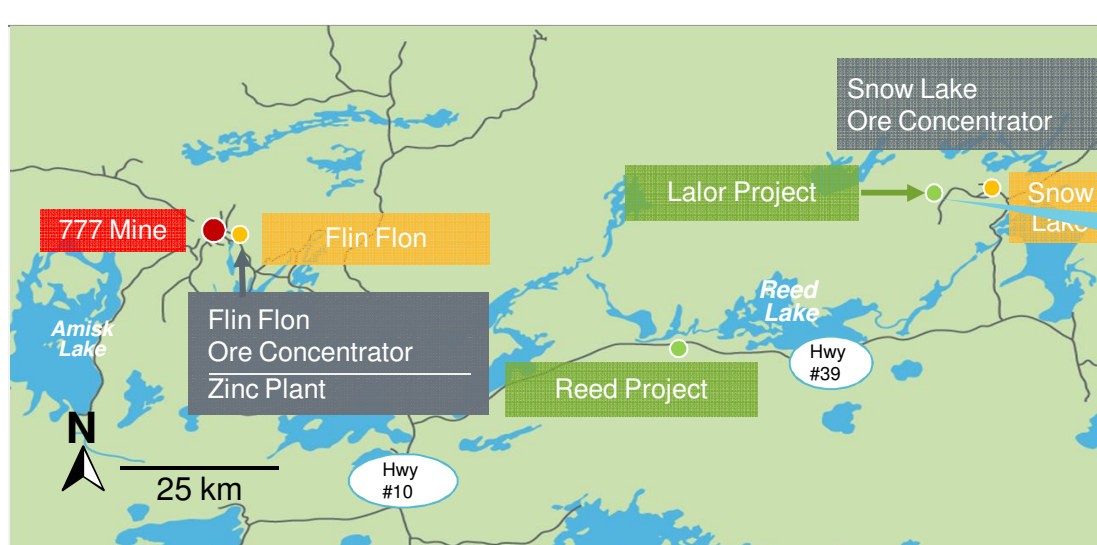 Snow Lake
Ore Concentrator
Lalor Project
Snow
Lake
777 Mine
Flin Flon
Flin Flon
Ore Concentrator
Zinc Plant
Amisk
Lake
Reed
Lake
Hwy
#39
Reed Project
N
25 km
Hwy
#10